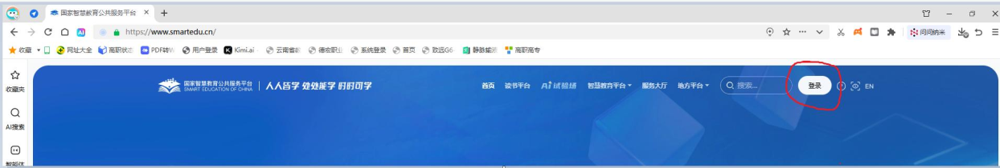 国家智慧教育公共服务平台 × +
https://www.smartedu.cn/
问问纳米
收藏 网址大全 高职状态 PDF转W 用户登录 Kimi.ai - 云南省教 德宏职业 系统登录 首页 致远G6- 静脉输液 高职高专
收藏夹
国家智慧教育公共服务平台
SMART EDUCATION OF CHINA
人人皆学 处处能学 时时可学
首页 读书平台 AI试验场 智慧教育平台 服务大厅 地方平台 搜索... 登录 EN
AI搜索
智能体